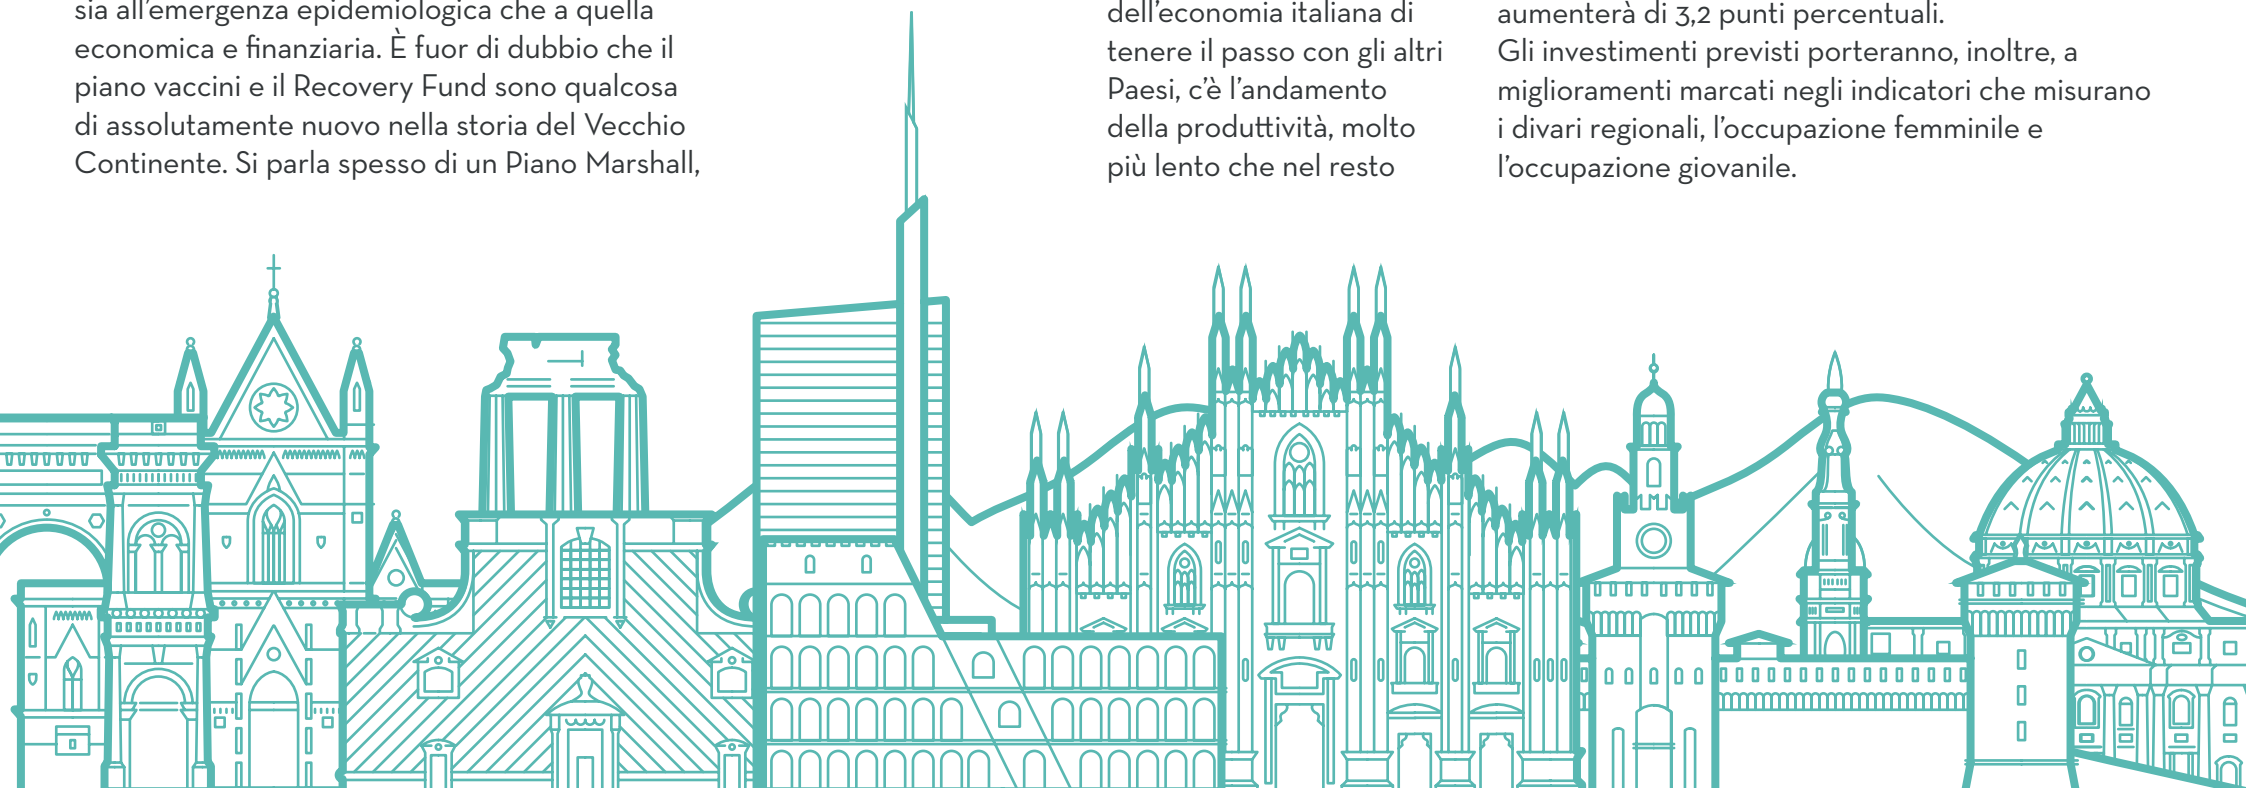 sia all’emergenza epidemiologica che a quella
economica e finanziaria. È fuor di dubbio che il
piano vaccini e il Recovery Fund sono qualcosa
di assolutamente nuovo nella storia del Vecchio
Continente. Si parla spesso di un Piano Marshall,
dell’economia italiana di
tenere il passo con gli altri
Paesi, c’è l’andamento
della produttività, molto
più lento che nel resto
aumenterà di 3,2 punti percentuali.
Gli investimenti previsti porteranno, inoltre, a
miglioramenti marcati negli indicatori che misurano
i divari regionali, l’occupazione femminile e
l’occupazione giovanile.